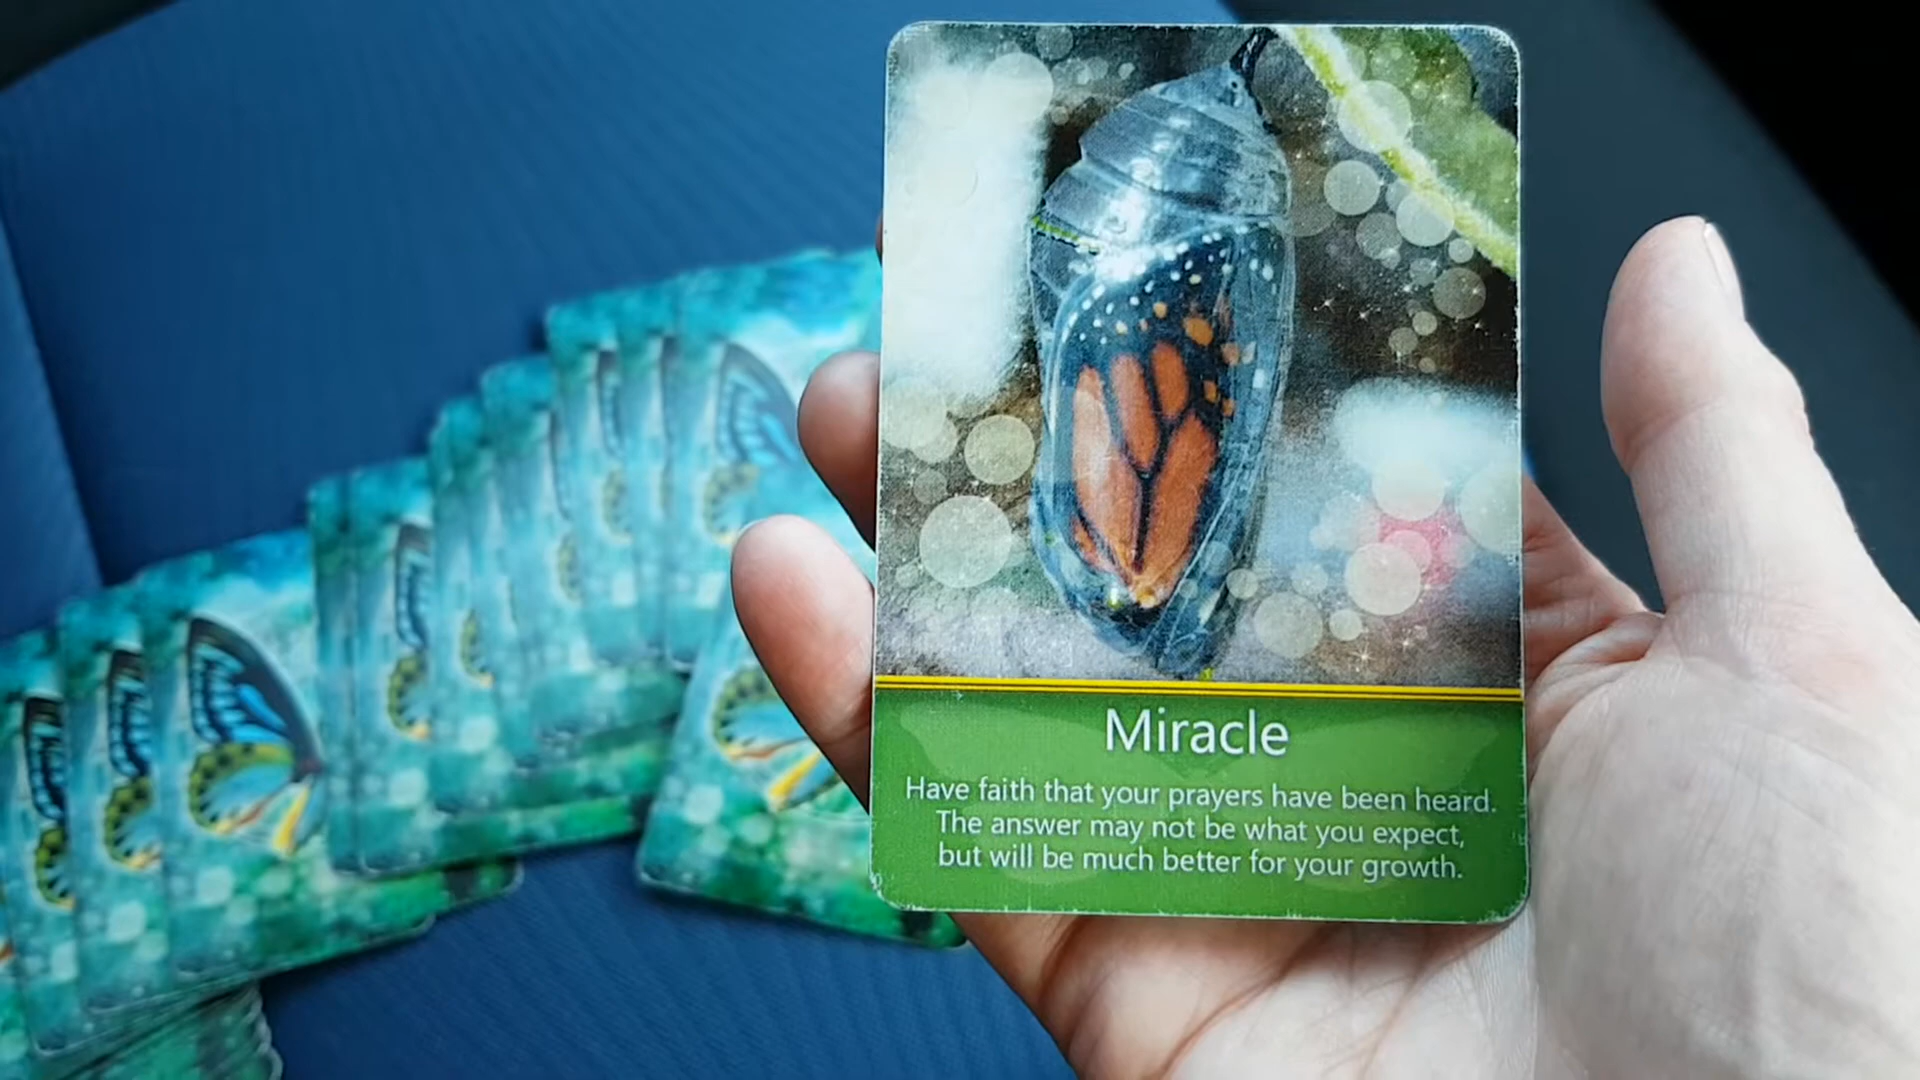 Miracle
Have faith that your prayers have been heard.
The answer may not be what you expect,
but will be much better for your growth.